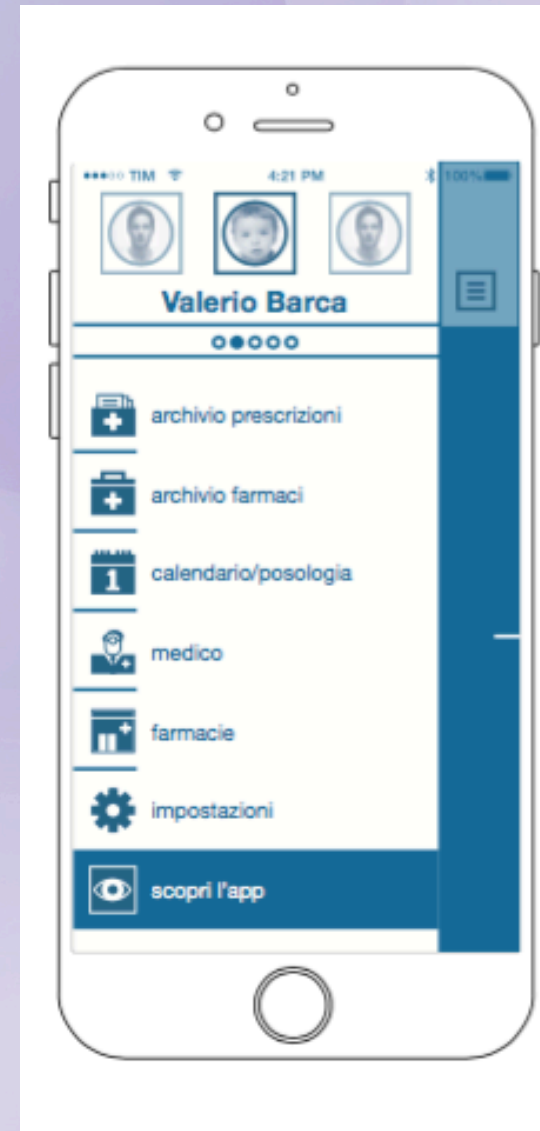 TIM 4:21 PM 100%
Valerio Barca
archivio prescrizioni
archivio farmaci
1
calendario/posologia
medico
farmacie
impostazioni
scopri l'app